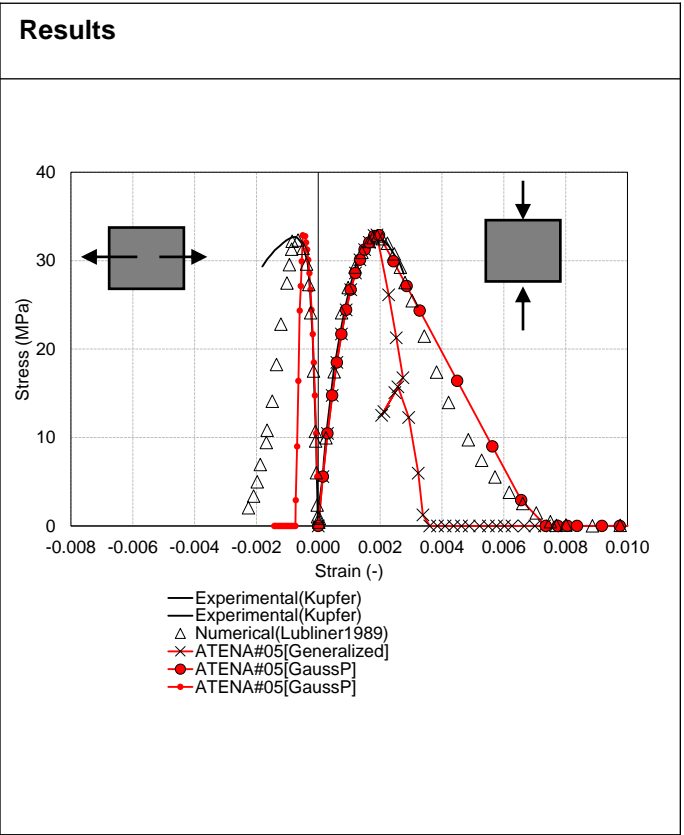 Results
40
30
20
10
0
Stress (MPa)
-0.008 -0.006 -0.004 -0.002 0.000 0.002 0.004 0.006 0.008 0.010
Strain (-)
Experimental(Kupfer)
Experimental(Kupfer)
Numerical(Lubliner1989)
ATENA#05[Generalized]
ATENA#05[GaussP]
ATENA#05[GaussP]